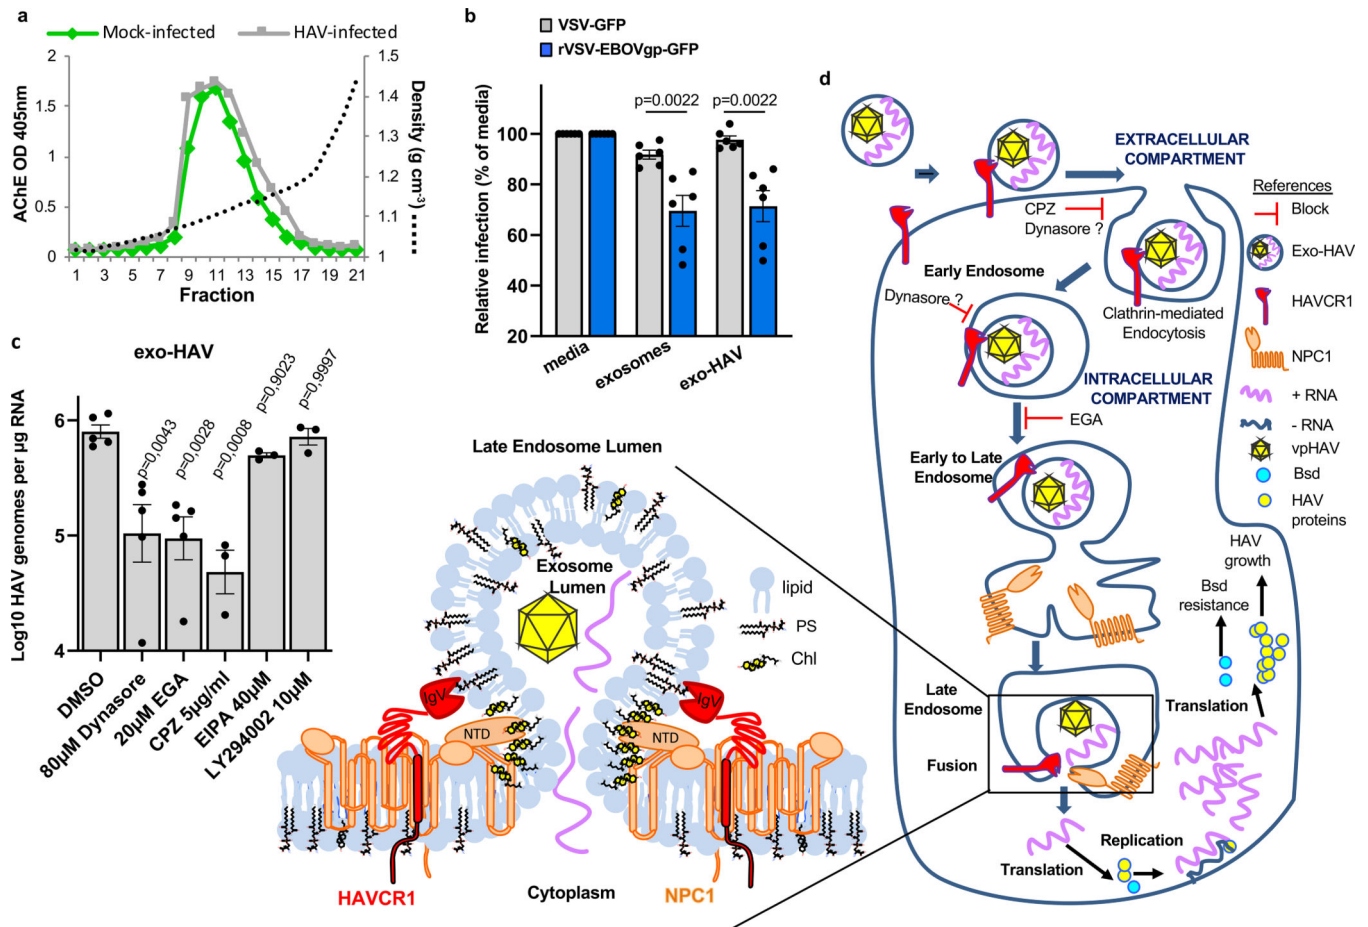 a
Mock-infected
HAV-infected
AChE OD 405nm
2
1.5
1
0.5
0
1.5
1.4
1.3
1.2
1.1
1
Density (g cm⁻³)
1 3 5 7 9 11 13 15 17 19 21
Fraction
b
VSV-GFP
rVSV-EBOVgp-GFP
p=0.0022
p=0.0022
Relative infection (% of media)
100
80
60
40
20
media
exosomes
exo-HAV
c
exo-HAV
Log10 HAV genomes per µg RNA
6
5
4
p=0,0043
p=0,0028
p=0,0008
p=0,9023
p=0,9997
DMSO
80µM Dynasore
20µM EGA
CPZ 5µg/ml
EIPA 40µM
LY294002 10µM
Late Endosome Lumen
Exosome
Lumen
lipid
PS
Chl
IgV
IgV
NTD
NTD
HAVCR1
Cytoplasm
NPC1
d
EXTRACELLULAR
COMPARTMENT
CPZ
Dynasore ?
Early Endosome
Dynasore ?
Clathrin-mediated
Endocytosis
INTRACELLULAR
COMPARTMENT
EGA
Early to Late
Endosome
Late
Endosome
Fusion
Translation
Replication
Translation
Bsd
resistance
HAV
growth
References
Block
Exo-HAV
HAVCR1
NPC1
+ RNA
- RNA
vpHAV
Bsd
HAV
proteins